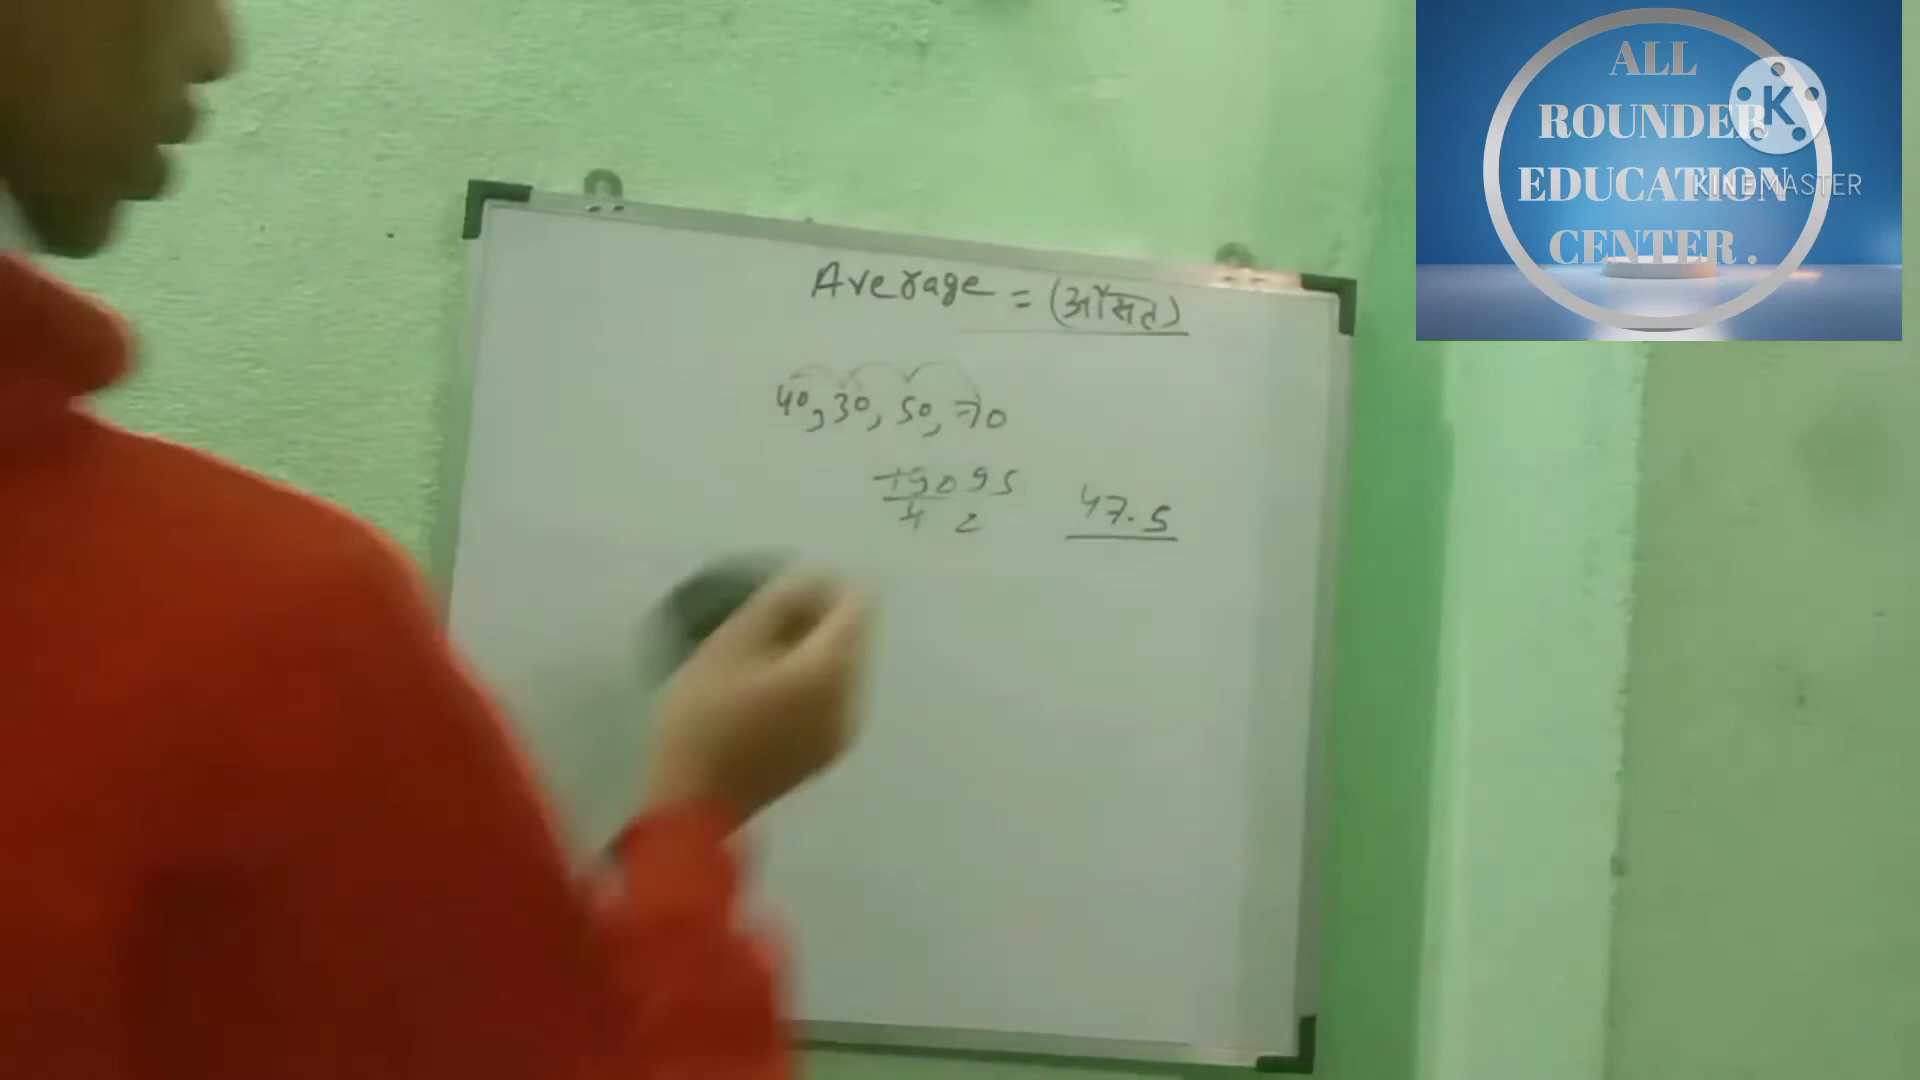 Average = (औसत)
40, 30, 50, 70
190 95
4 2
47.5
ALL
ROUNDER
EDUCATION
CENTER .
K
KINEMASTER